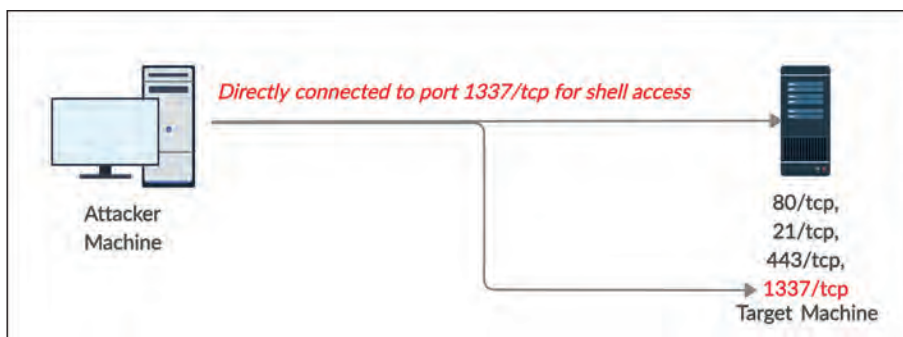 Directly connected to port 1337/tcp for shell access
Attacker
Machine
80/tcp,
21/tcp,
443/tcp,
1337/tcp
Target Machine